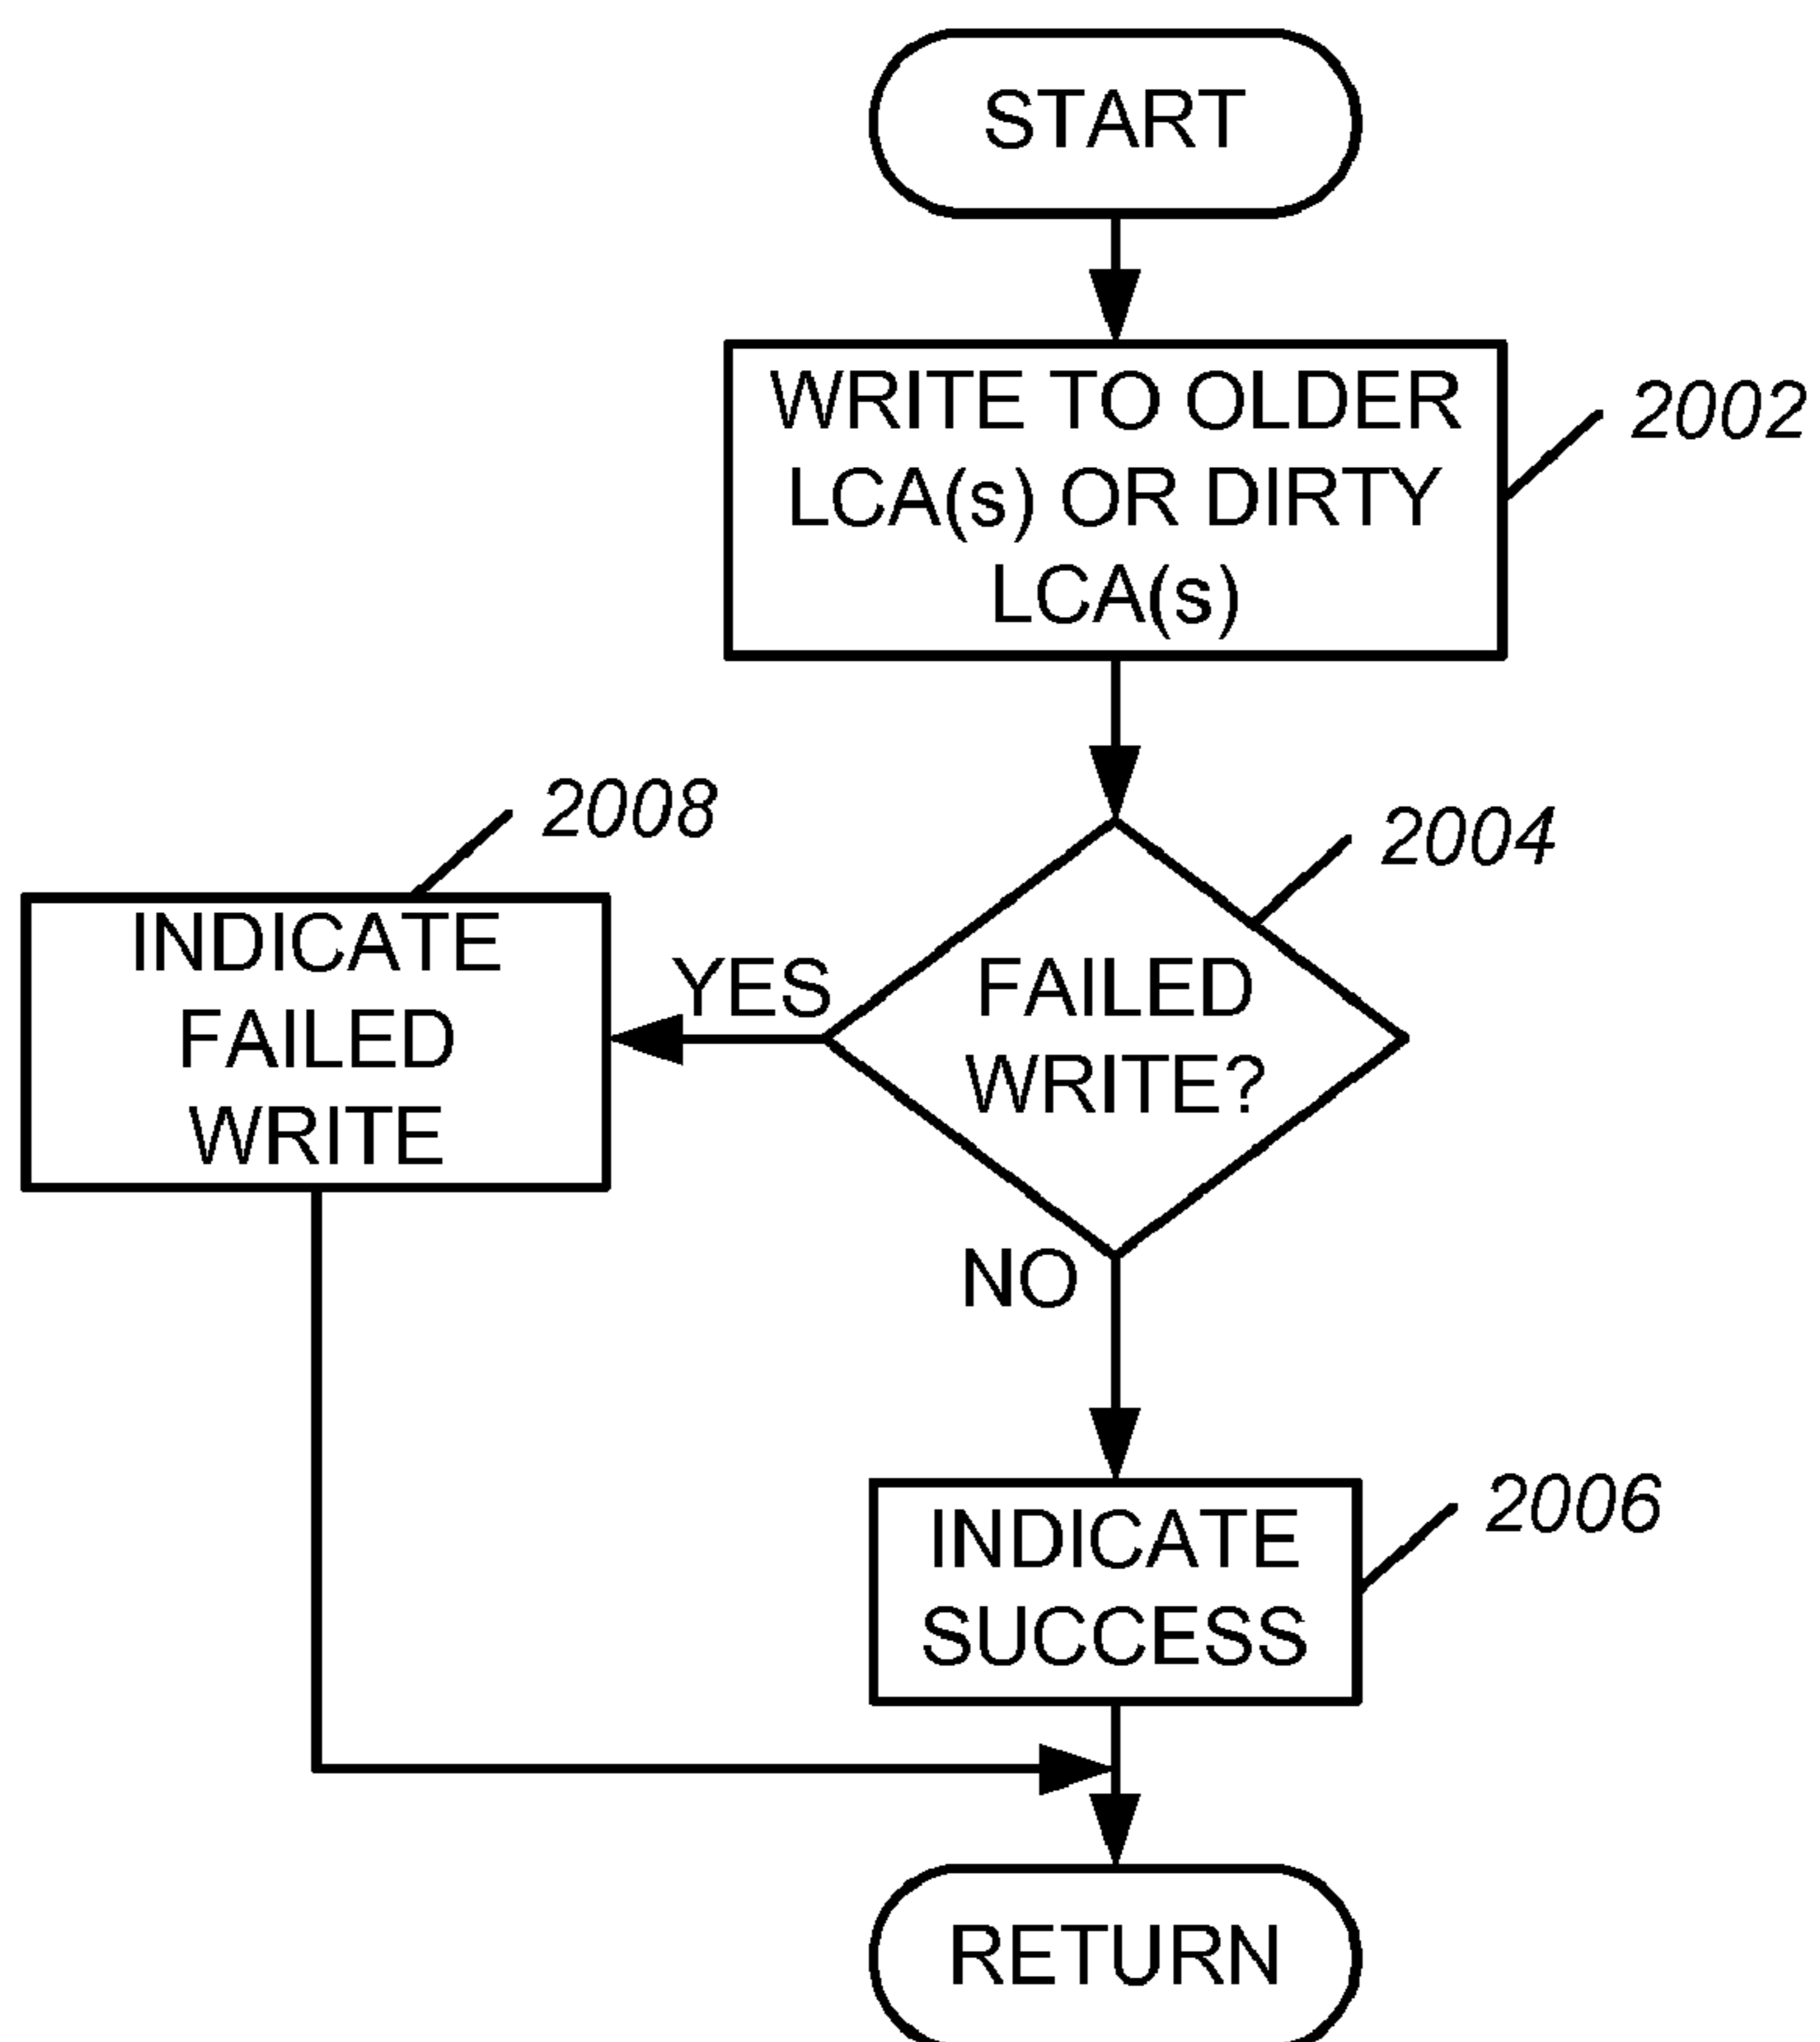 START
WRITE TO OLDER
LCA(s) OR DIRTY
LCA(s)
2002
2008
2004
INDICATE
FAILED
WRITE
YES
FAILED
WRITE?
NO
INDICATE
SUCCESS
2006
RETURN